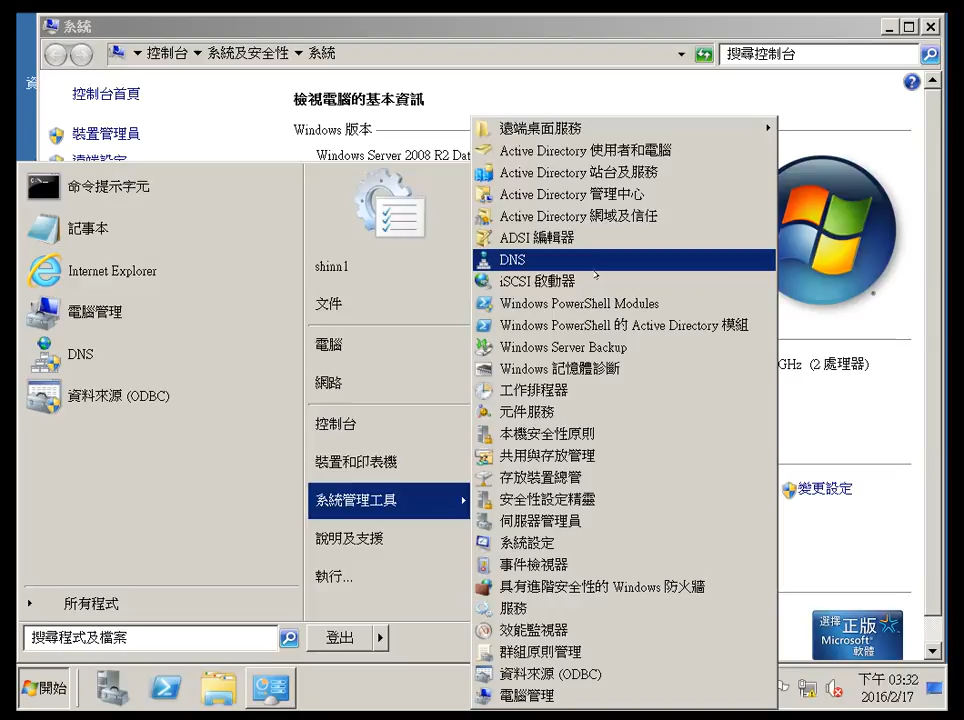 系統
控制台 系統及安全性 系統
搜尋控制台
控制台首頁
裝置管理員
遠端設定
檢視電腦的基本資訊
Windows 版本
Windows Server 2008 R2 Dat
GHz (2 處理器)
變更設定
選擇 正版
Microsoft
軟體
命令提示字元
記事本
Internet Explorer
電腦管理
DNS
資料來源 (ODBC)
所有程式
搜尋程式及檔案
shinn1
文件
電腦
網路
控制台
裝置和印表機
系統管理工具
說明及支援
執行...
登出
遠端桌面服務
Active Directory 使用者和電腦
Active Directory 站台及服務
Active Directory 管理中心
Active Directory 網域及信任
ADSI 編輯器
DNS
iSCSI 啟動器
Windows PowerShell Modules
Windows PowerShell 的 Active Directory 模組
Windows Server Backup
Windows 記憶體診斷
工作排程器
元件服務
本機安全性原則
共用與存放管理
存放裝置總管
安全性設定精靈
伺服器管理員
系統設定
事件檢視器
具有進階安全性的 Windows 防火牆
服務
效能監視器
群組原則管理
資料來源 (ODBC)
電腦管理
開始
下午 03:32
2016/2/17